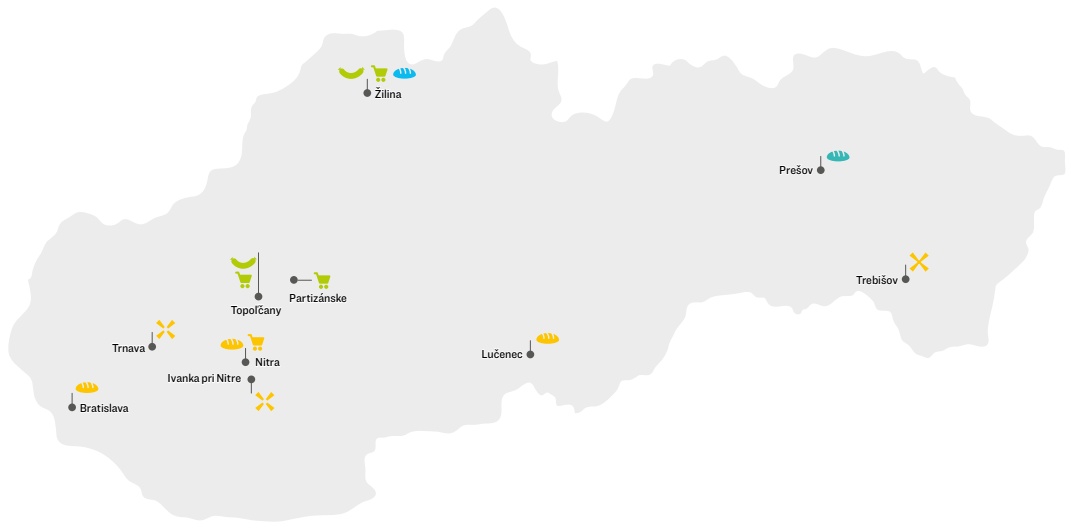 Žilina
Prešov
Trebišov
Partizánske
Topoľčany
Trnava
Lučenec
Nitra
Ivanka pri Nitre
Bratislava